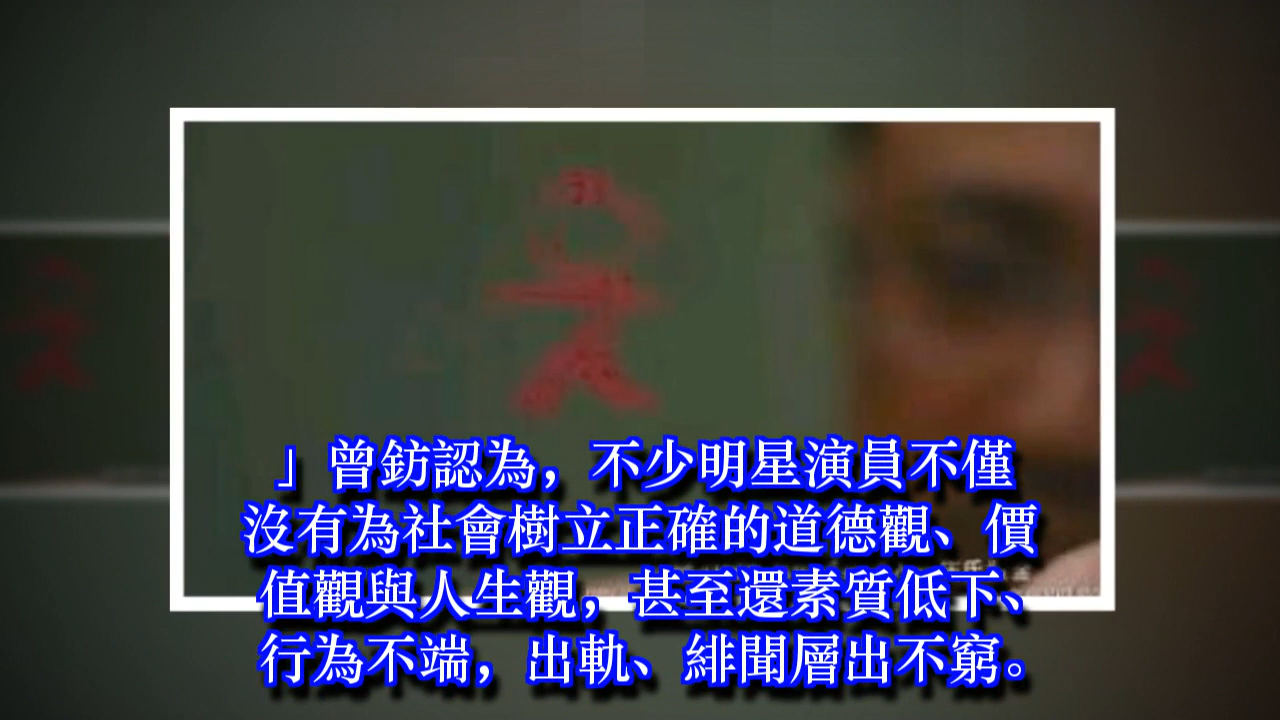 」曾鈁認為，不少明星演員不僅
沒有為社會樹立正確的道德觀、價
值觀與人生觀，甚至還素質低下、
行為不端，出軌、緋聞層出不窮。